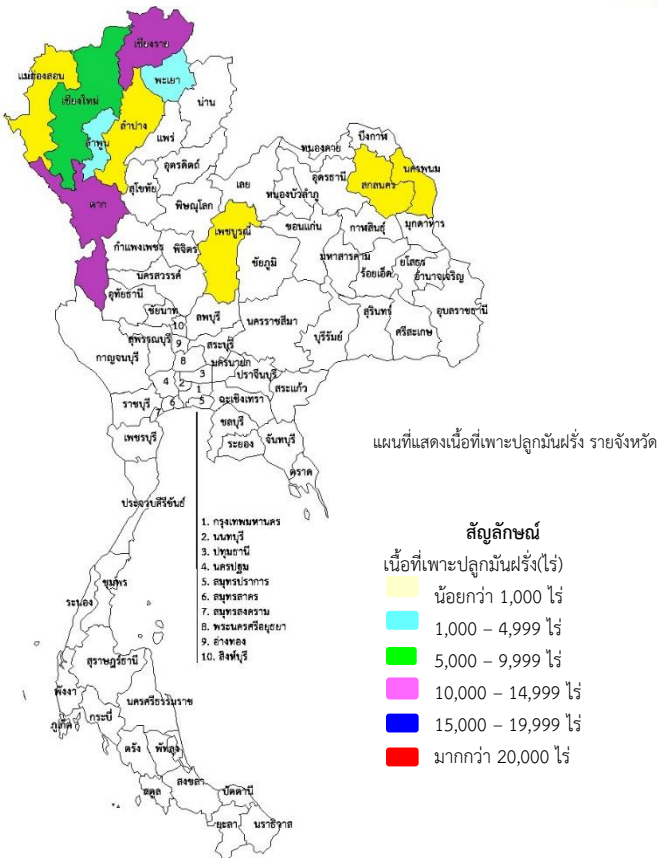 เชียงราย
แม่ฮ่องสอน
พะเยา
เชียงใหม่
น่าน
ลำปาง
ลำพูน
แพร่
บึงกาฬ
หนองคาย
อุตรดิตถ์
นครพนม
สุโขทัย
เลย
อุดรธานี
สกลนคร
หนองบัวลำภู
ตาก
พิษณุโลก
ขอนแก่น
กาฬสินธุ์
มุกดาหาร
เพชรบูรณ์
กำแพงเพชร
พิจิตร
ชัยภูมิ
มหาสารคาม
ยโสธร
ร้อยเอ็ด
อำนาจเจริญ
นครสวรรค์
อุทัยธานี
ชัยนาท
ลพบุรี
นครราชสีมา
บุรีรัมย์
สุรินทร์
ศรีสะเกษ
อุบลราชธานี
10
สุพรรณบุรี
9
สระบุรี
กาญจนบุรี
8
นครนายก
ปราจีนบุรี
3
4
2
1
สระแก้ว
ราชบุรี
6
5
ฉะเชิงเทรา
7
ชลบุรี
เพชรบุรี
ระยอง
จันทบุรี
แผนที่แสดงเนื้อที่เพาะปลูกมันฝรั่ง รายจังหวัด
ตราด
ประจวบคีรีขันธ์
1. กรุงเทพมหานคร
2. นนทบุรี
3. ปทุมธานี
4. นครปฐม
5. สมุทรปราการ
6. สมุทรสาคร
7. สมุทรสงคราม
8. พระนครศรีอยุธยา
9. อ่างทอง
10. สิงห์บุรี
สัญลักษณ์
เนื้อที่เพาะปลูกมันฝรั่ง(ไร่)
น้อยกว่า 1,000 ไร่
1,000 – 4,999 ไร่
5,000 – 9,999 ไร่
10,000 – 14,999 ไร่
15,000 – 19,999 ไร่
มากกว่า 20,000 ไร่
ชุมพร
ระนอง
สุราษฎร์ธานี
พังงา
นครศรีธรรมราช
กระบี่
ภูเก็ต
ตรัง
พัทลุง
สตูล
สงขลา
ปัตตานี
ยะลา
นราธิวาส